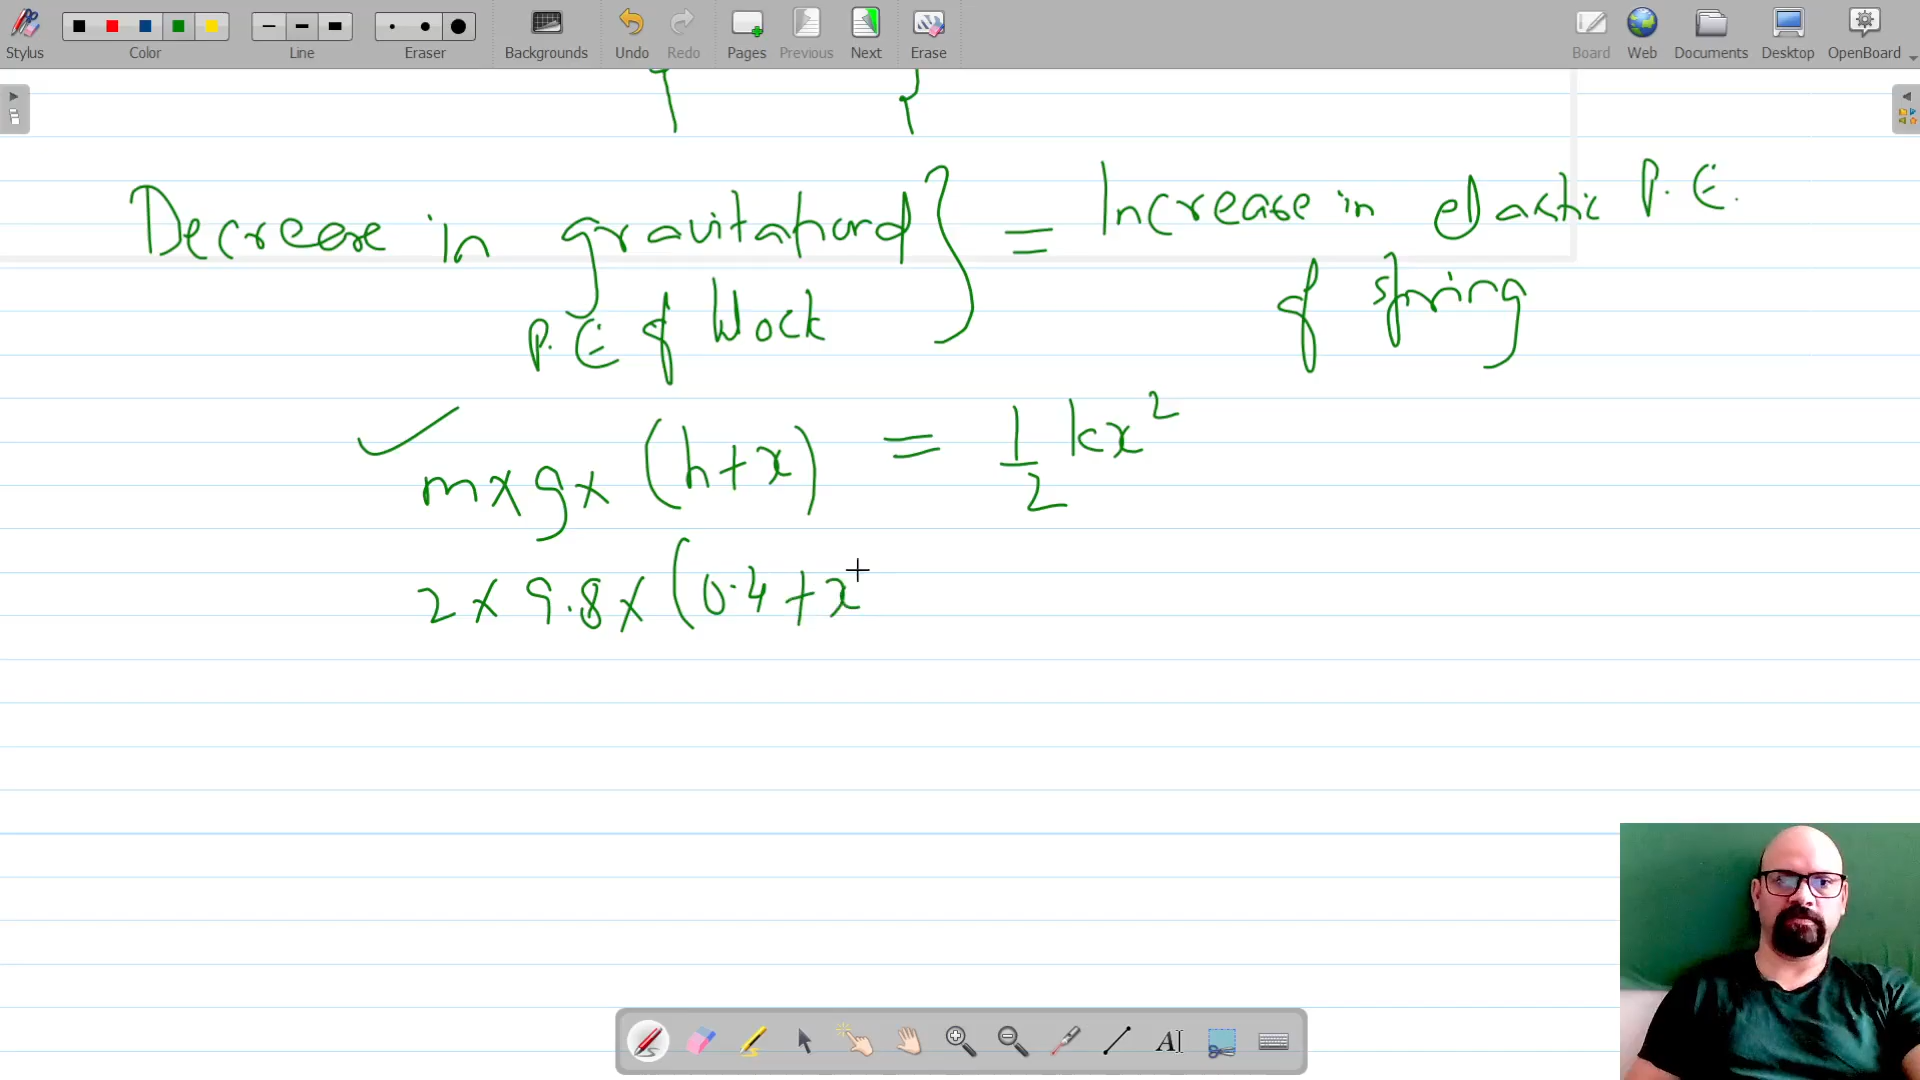 Stylus Color Line Eraser Backgrounds Undo Redo Pages Previous Next Erase Board Web Documents Desktop OpenBoard
Decrease in gravitational } = Increase in elastic P.E.
P.E of block of spring
m×g×(h+x) = 1/2 kx²
2×9.8×(0.4+x